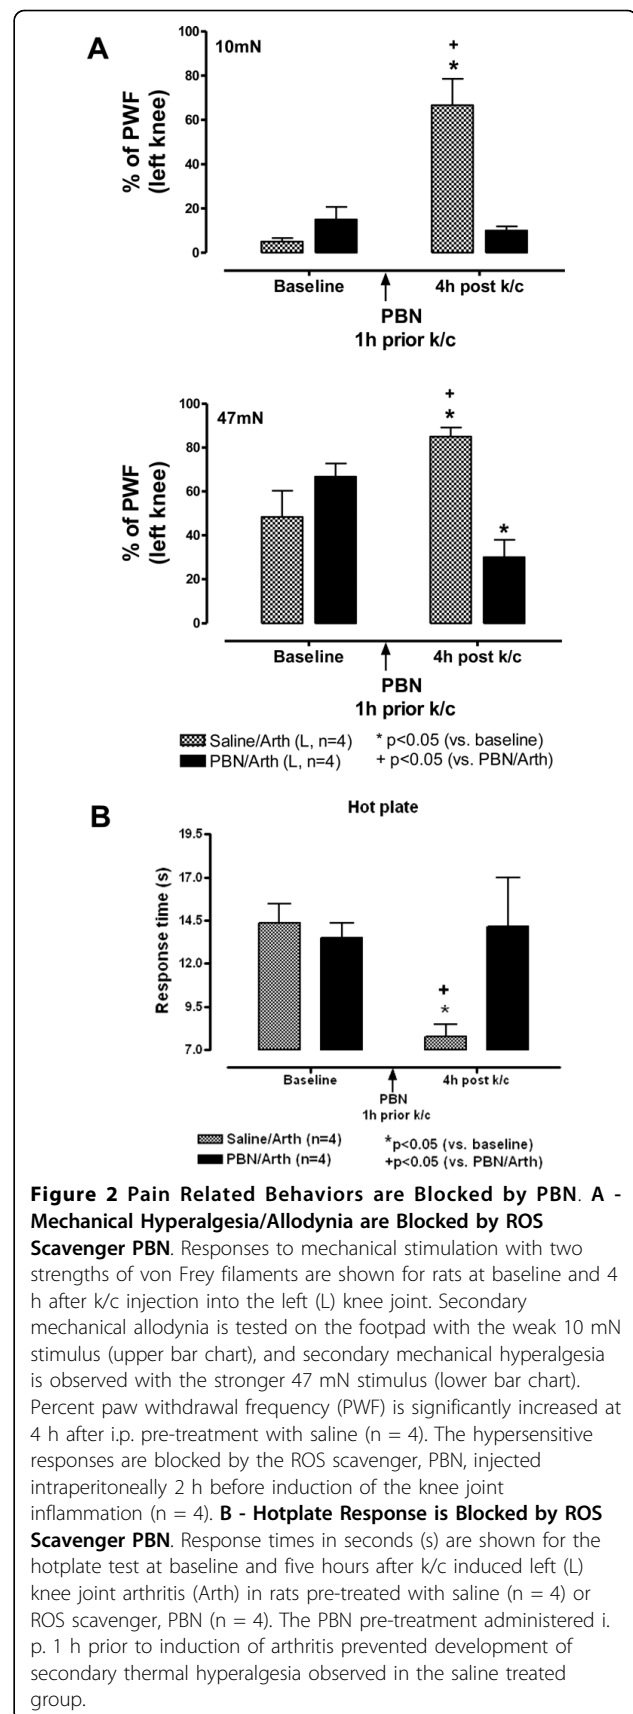 A
10mN
100
80
60
40
20
0
% of PWF
(left knee)
+
*
Baseline
4h post k/c
PBN
1h prior k/c
47mN
100
80
60
40
20
0
% of PWF
(left knee)
+
*
*
Baseline
4h post k/c
PBN
1h prior k/c
Saline/Arth (L, n=4)
* p<0.05 (vs. baseline)
PBN/Arth (L, n=4)
+ p<0.05 (vs. PBN/Arth)
B
Hot plate
19.5
17.0
14.5
12.0
9.5
7.0
Response time (s)
+
*
Baseline
4h post k/c
PBN
1h prior k/c
Saline/Arth (n=4)
*p<0.05 (vs. baseline)
PBN/Arth (n=4)
+p<0.05 (vs. PBN/Arth)
Figure 2 Pain Related Behaviors are Blocked by PBN. A -
Mechanical Hyperalgesia/Allodynia are Blocked by ROS
Scavenger PBN. Responses to mechanical stimulation with two
strengths of von Frey filaments are shown for rats at baseline and 4
h after k/c injection into the left (L) knee joint. Secondary
mechanical allodynia is tested on the footpad with the weak 10 mN
stimulus (upper bar chart), and secondary mechanical hyperalgesia
is observed with the stronger 47 mN stimulus (lower bar chart).
Percent paw withdrawal frequency (PWF) is significantly increased at
4 h after i.p. pre-treatment with saline (n = 4). The hypersensitive
responses are blocked by the ROS scavenger, PBN, injected
intraperitoneally 2 h before induction of the knee joint
inflammation (n = 4). B - Hotplate Response is Blocked by ROS
Scavenger PBN. Response times in seconds (s) are shown for the
hotplate test at baseline and five hours after k/c induced left (L)
knee joint arthritis (Arth) in rats pre-treated with saline (n = 4) or
ROS scavenger, PBN (n = 4). The PBN pre-treatment administered i.
p. 1 h prior to induction of arthritis prevented development of
secondary thermal hyperalgesia observed in the saline treated
group.